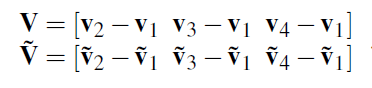 V = [v₂ − v₁ v₃ − v₁ v₄ − v₁]
Ṽ = [ṽ₂ − ṽ₁ ṽ₃ − ṽ₁ ṽ₄ − ṽ₁]